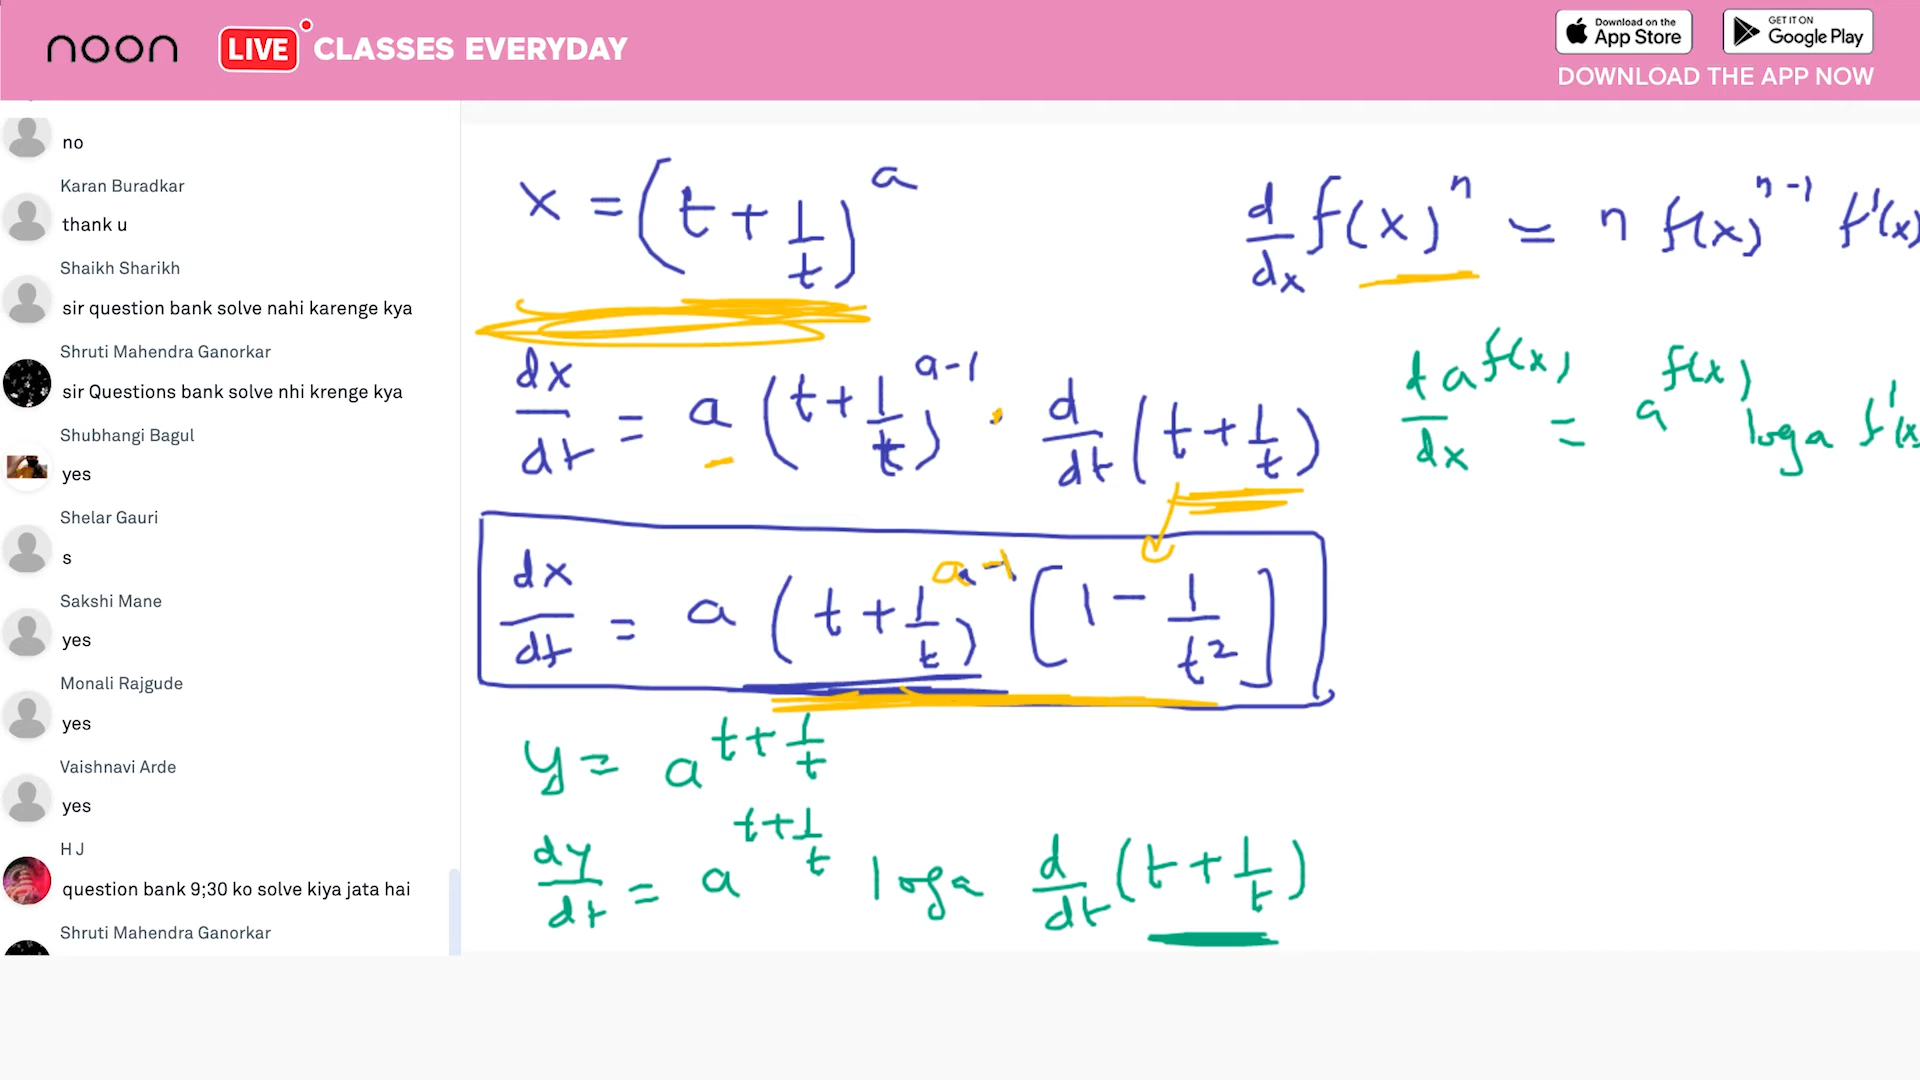 noon LIVE CLASSES EVERYDAY
Download on the App Store
GET IT ON Google Play
DOWNLOAD THE APP NOW
no
Karan Buradkar
thank u
Shaikh Sharikh
sir question bank solve nahi karenge kya
Shruti Mahendra Ganorkar
sir Questions bank solve nhi krenge kya
Shubhangi Bagul
yes
Shelar Gauri
s
Sakshi Mane
yes
Monali Rajgude
yes
Vaishnavi Arde
yes
H J
question bank 9;30 ko solve kiya jata hai
Shruti Mahendra Ganorkar
x = (t + 1/t)^a
d/dx f(x)^n = n f(x)^(n-1) f'(x)
dx/dt = a (t + 1/t)^(a-1) · d/dt (t + 1/t)
d/dx a^f(x) = a^f(x) log a f'(x
dx/dt = a (t + 1/t)^(a-1) [1 - 1/t²]
y = a^(t + 1/t)
dy/dt = a^(t + 1/t) log a d/dt (t + 1/t)